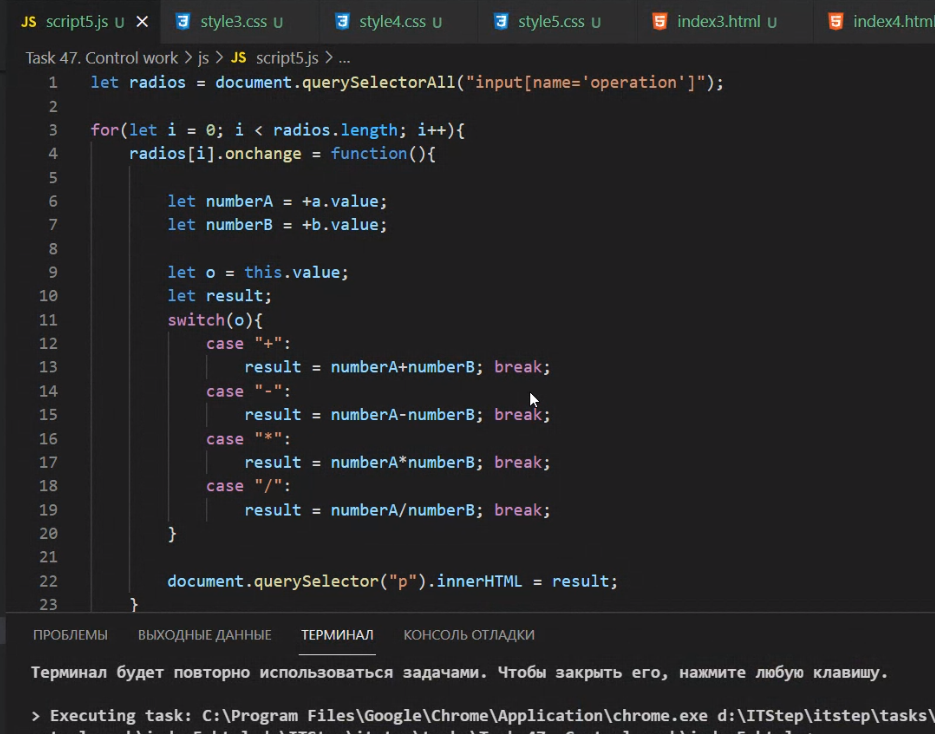 JS script5.js U style3.css U style4.css U style5.css U index3.html U index4.html
Task 47. Control work > js > JS script5.js > ...
1 let radios = document.querySelectorAll("input[name='operation']");
2
3 for(let i = 0; i < radios.length; i++){
4 radios[i].onchange = function(){
5
6 let numberA = +a.value;
7 let numberB = +b.value;
8
9 let o = this.value;
10 let result;
11 switch(o){
12 case "+":
13 result = numberA+numberB; break;
14 case "-":
15 result = numberA-numberB; break;
16 case "*":
17 result = numberA*numberB; break;
18 case "/":
19 result = numberA/numberB; break;
20 }
21
22 document.querySelector("p").innerHTML = result;
23 }
ПРОБЛЕМЫ ВЫХОДНЫЕ ДАННЫЕ ТЕРМИНАЛ КОНСОЛЬ ОТЛАДКИ
Терминал будет повторно использоваться задачами. Чтобы закрыть его, нажмите любую клавишу.
> Executing task: C:\Program Files\Google\Chrome\Application\chrome.exe d:\ITStep\itstep\tasks\